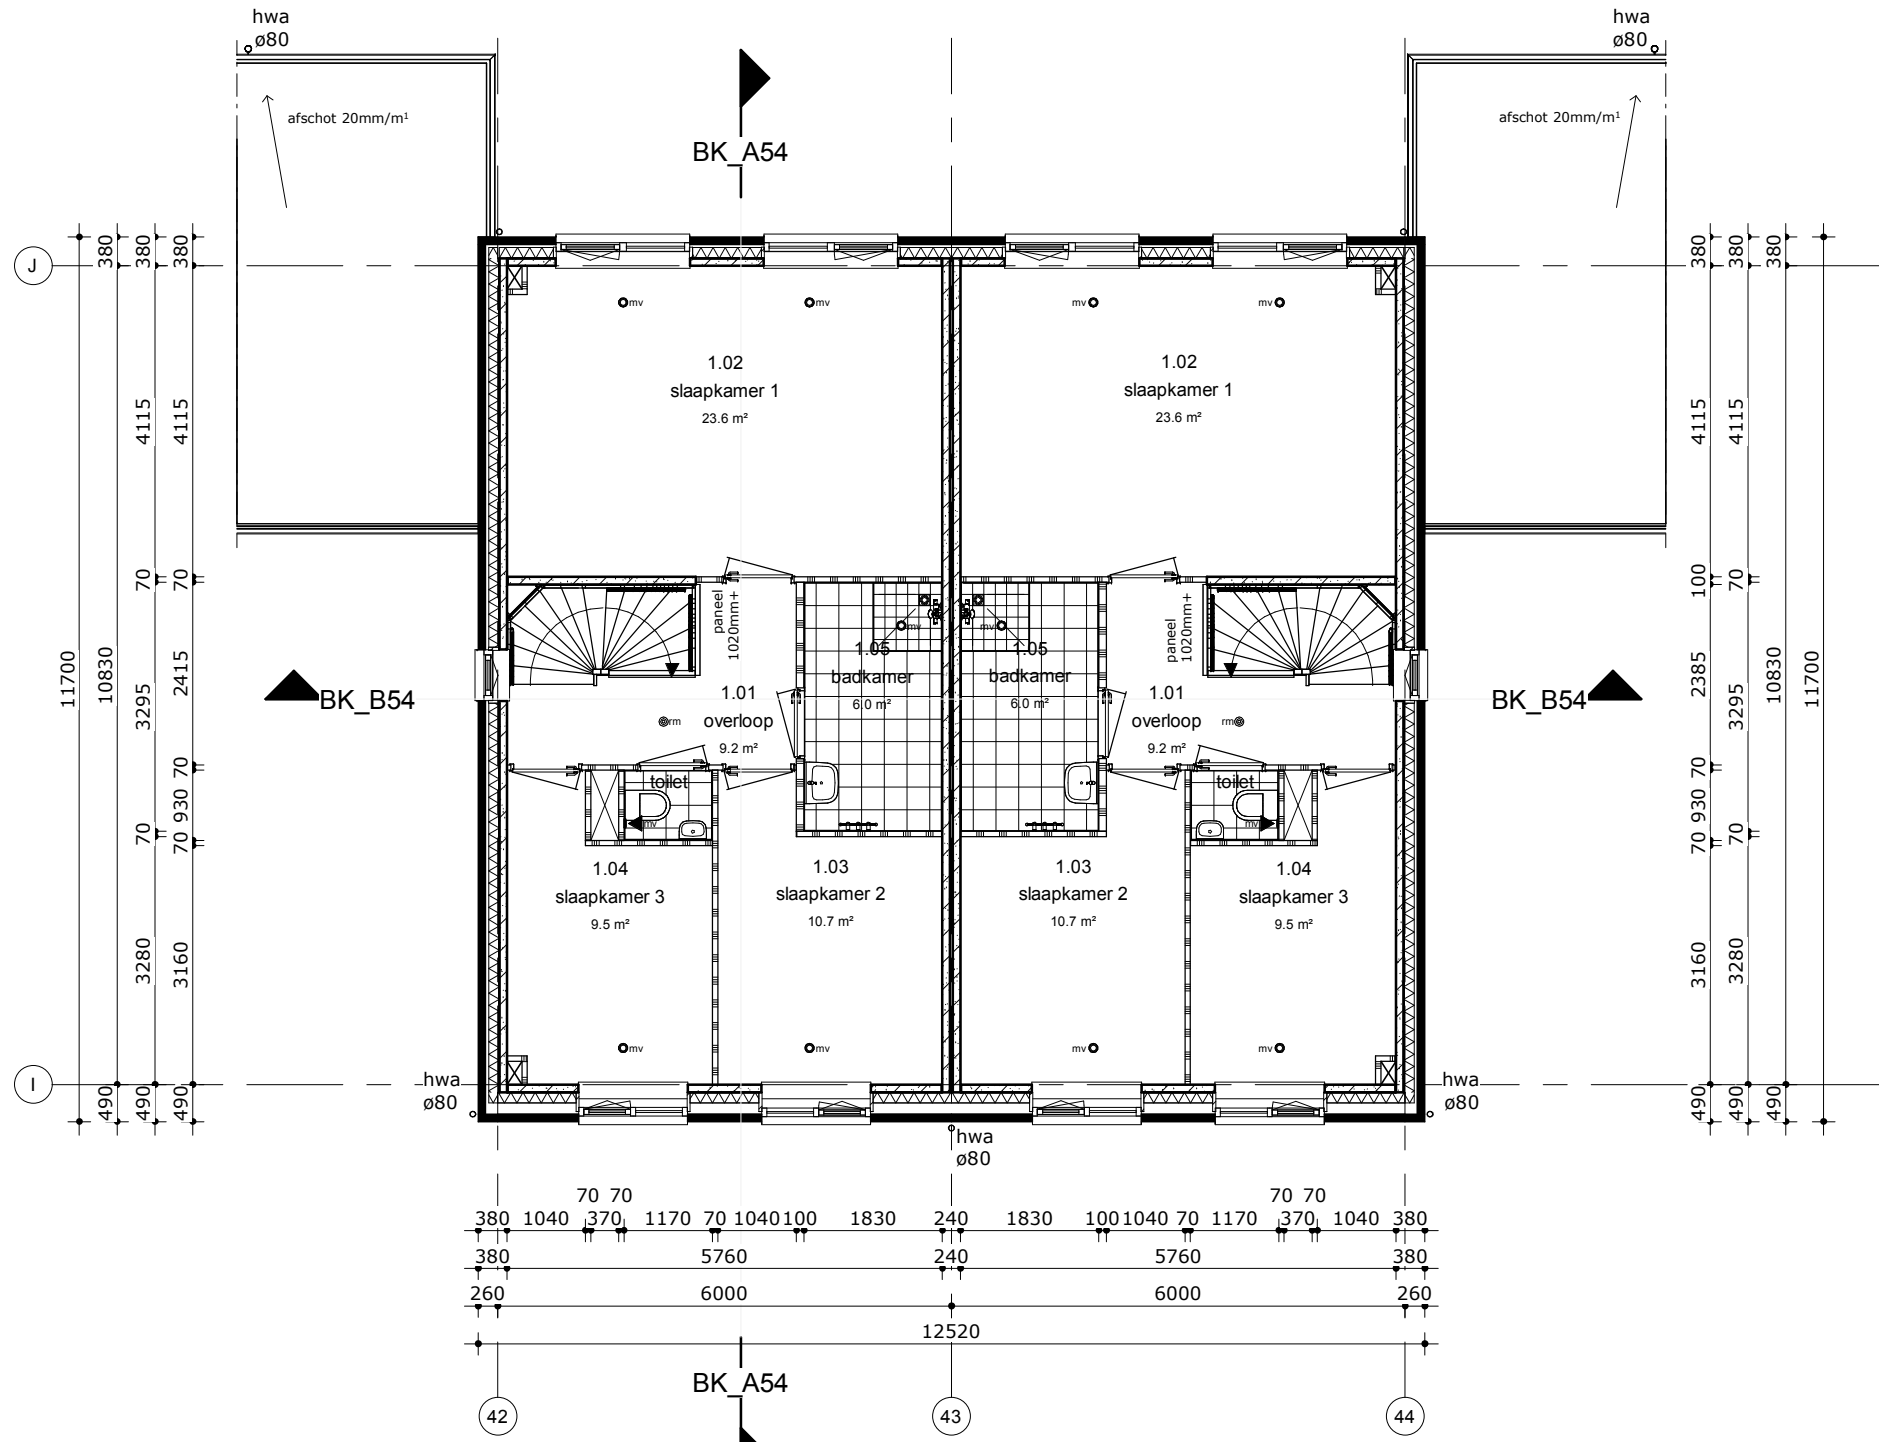 hwa
ø80
hwa
ø80
afschot 20mm/m¹
afschot 20mm/m¹
BK_A54
J
380
380
380
380
380
380
mv
mv
mv
mv
1.02
slaapkamer 1
23.6 m²
1.02
slaapkamer 1
23.6 m²
4115
4115
4115
4115
70
70
100
70
paneel
1020mm+
paneel
1020mm+
mv
mv
1.05
badkamer
6.0 m²
1.05
badkamer
6.0 m²
11700
10830
3295
2415
2385
3295
10830
11700
BK_B54
BK_B54
1.01
overloop
9.2 m²
1.01
overloop
9.2 m²
rm
rm
70
930
70
70
70
930
70
70
toilet
toilet
mv
mv
1.04
slaapkamer 3
9.5 m²
1.03
slaapkamer 2
10.7 m²
1.03
slaapkamer 2
10.7 m²
1.04
slaapkamer 3
9.5 m²
3280
3160
3160
3280
mv
mv
mv
mv
I
490
490
490
490
490
490
hwa
ø80
hwa
ø80
hwa
ø80
70 70
70 70
380 1040 370 1170 70 1040 100 1830 240 1830 100 1040 70 1170 370 1040 380
380 5760 240 5760 380
260 6000 6000 260
12520
BK_A54
42
43
44